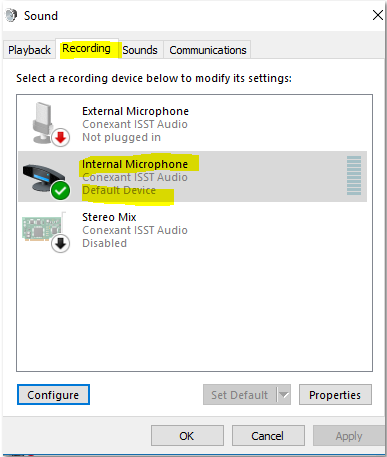 Sound
Playback Recording Sounds Communications
Select a recording device below to modify its settings:
External Microphone
Conexant ISST Audio
Not plugged in
Internal Microphone
Conexant ISST Audio
Default Device
Stereo Mix
Conexant ISST Audio
Disabled
Configure Set Default Properties
OK Cancel Apply